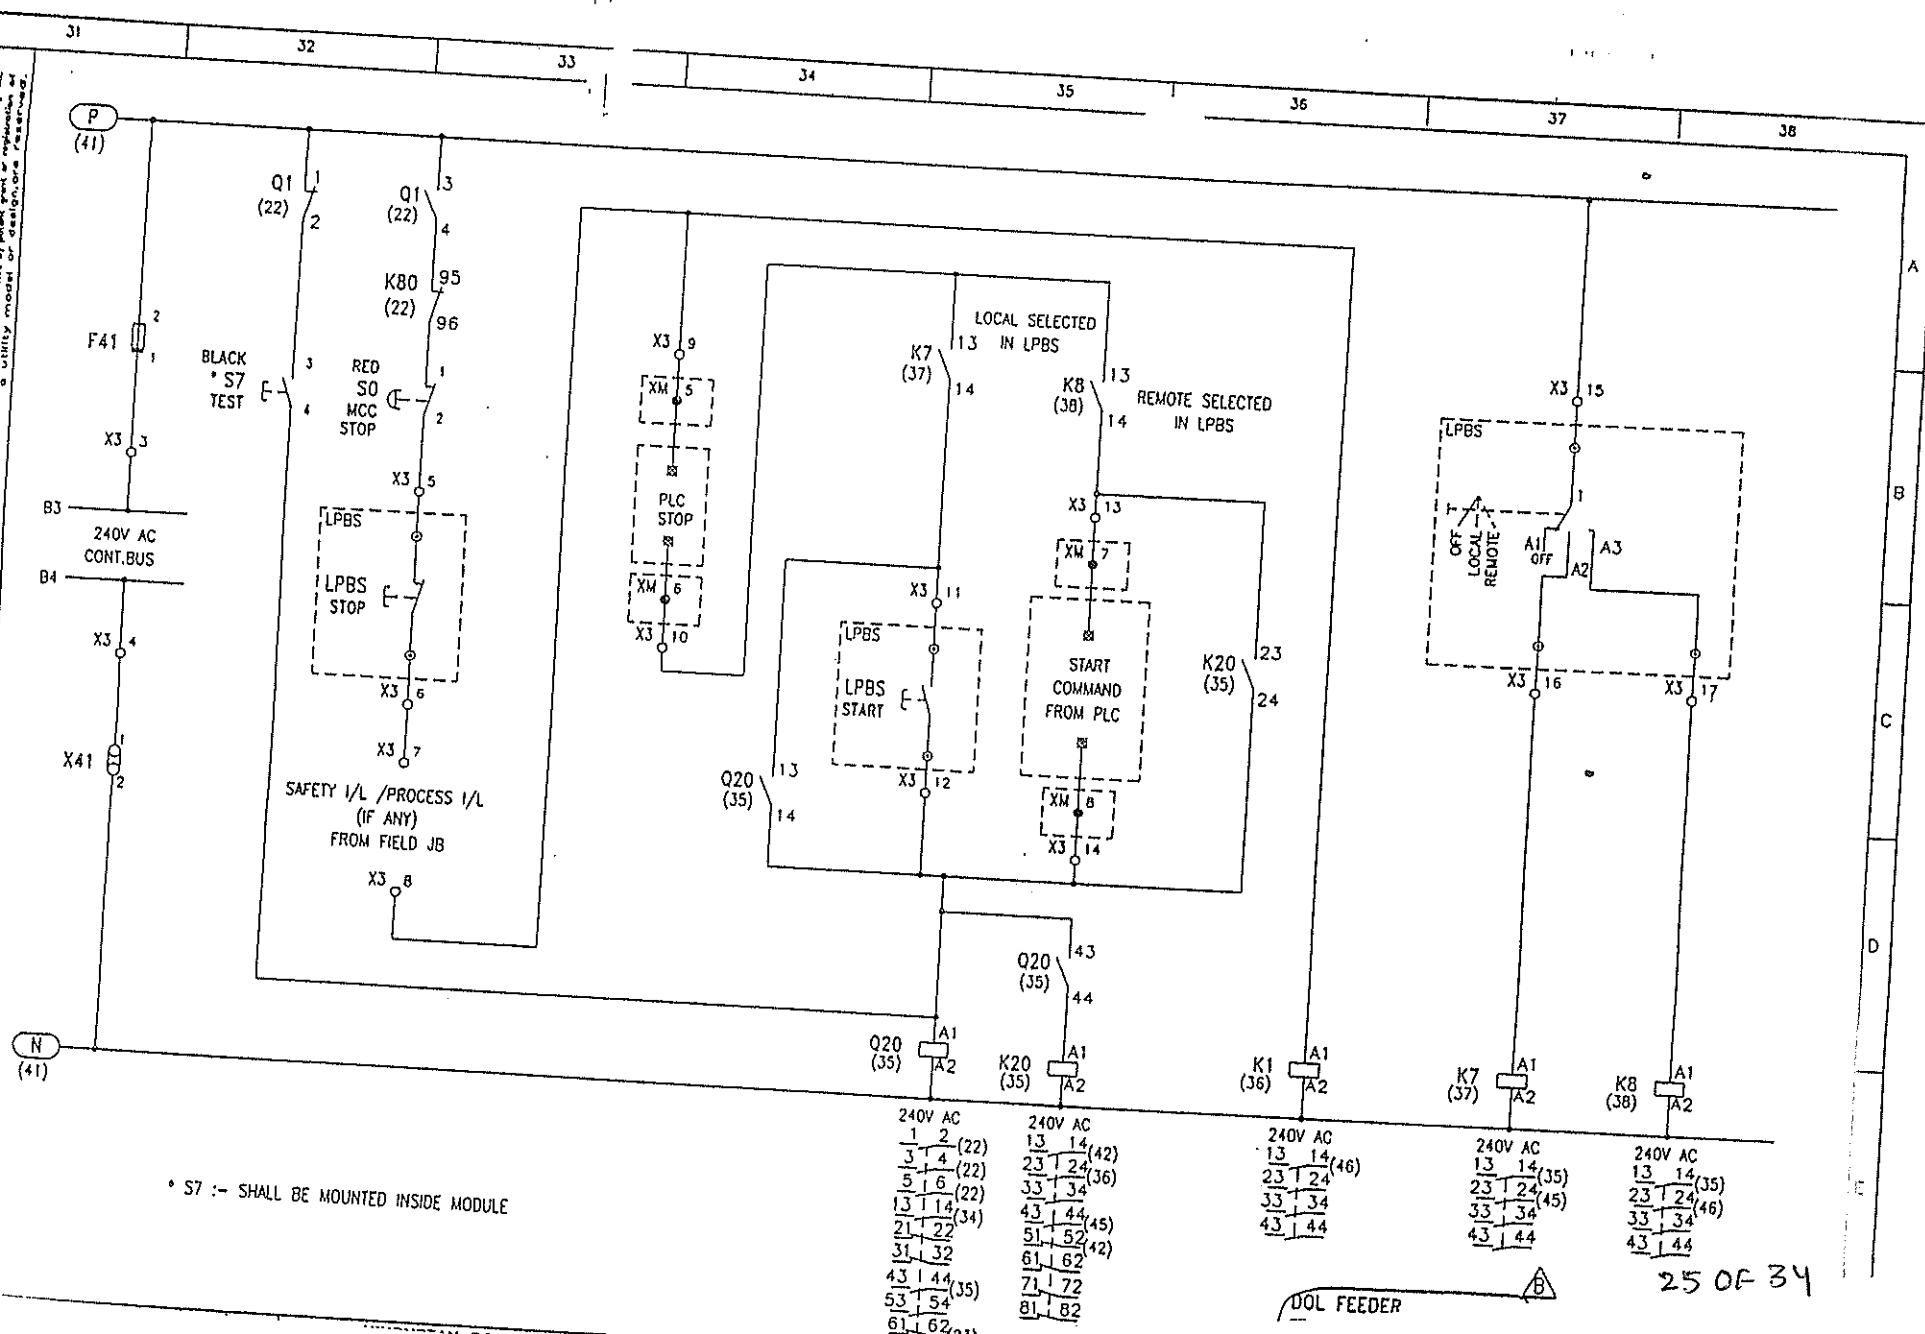 31
32
33
34
35
36
37
38
a utility model or design, are reserved.
P
(41)
Q1
(22)
1
2
Q1
(22)
3
4
K80
(22)
95
96
F41
2
1
BLACK
* S7
TEST
3
4
RED
S0
MCC
STOP
1
2
X3 3
X3 5
B3
240V AC
CONT.BUS
B4
LPBS
LPBS
STOP
X3 4
X3 6
X3 7
X41
1
2
SAFETY I/L /PROCESS I/L
(IF ANY)
FROM FIELD JB
X3 8
N
(41)
X3 9
XM 5
PLC
STOP
XM 6
X3 10
LOCAL SELECTED
IN LPBS
K7
(37)
13
14
K8
(38)
13
14
REMOTE SELECTED
IN LPBS
X3 13
XM 7
X3 11
LPBS
LPBS
START
X3 12
START
COMMAND
FROM PLC
XM 8
X3 14
K20
(35)
23
24
Q20
(35)
13
14
Q20
(35)
43
44
X3 15
LPBS
OFF
LOCAL
REMOTE
1
A1
OFF
A2
A3
X3 16
X3 17
Q20
(35)
A1
A2
K20
(35)
A1
A2
K1
(36)
A1
A2
K7
(37)
A1
A2
K8
(38)
A1
A2
240V AC
1 2 (22)
3 4 (22)
5 6 (22)
13 14 (34)
21 22
31 32
43 44 (35)
53 54
61 62
240V AC
13 14 (42)
23 24 (36)
33 34
43 44 (45)
51 52 (42)
61 62
71 72
81 82
240V AC
13 14 (46)
23 24
33 34
43 44
240V AC
13 14 (35)
23 24 (45)
33 34
43 44
240V AC
13 14 (35)
23 24 (46)
33 34
43 44
* S7 :- SHALL BE MOUNTED INSIDE MODULE
A
B
C
D
E
B
DOL FEEDER
25 OF 34